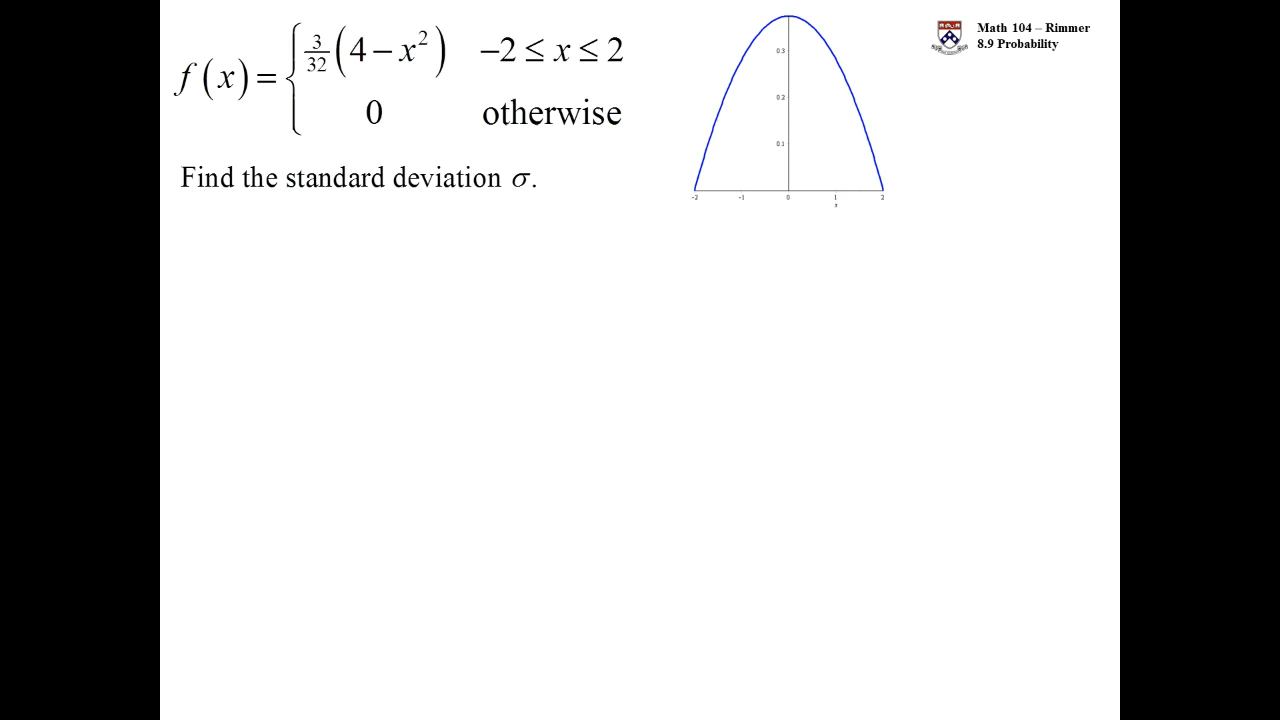 f(x) = { 3/32 (4 − x²)   −2 ≤ x ≤ 2
0   otherwise
Find the standard deviation σ.
Math 104 – Rimmer
8.9 Probability
0.3
0.2
0.1
-2 -1 0 1 2
x